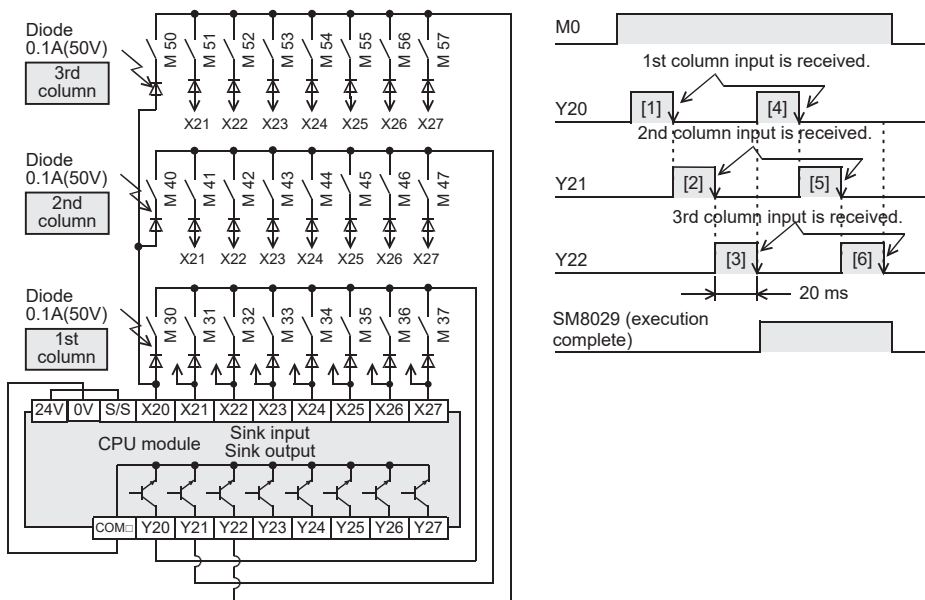 Diode
0.1A(50V)
3rd
column
M 50 M 51 M 52 M 53 M 54 M 55 M 56 M 57
X21 X22 X23 X24 X25 X26 X27
Diode
0.1A(50V)
2nd
column
M 40 M 41 M 42 M 43 M 44 M 45 M 46 M 47
X21 X22 X23 X24 X25 X26 X27
Diode
0.1A(50V)
1st
column
M 30 M 31 M 32 M 33 M 34 M 35 M 36 M 37
24V 0V S/S X20 X21 X22 X23 X24 X25 X26 X27
CPU module
Sink input
Sink output
COM□ Y20 Y21 Y22 Y23 Y24 Y25 Y26 Y27
M0
1st column input is received.
Y20 [1] [4]
2nd column input is received.
Y21 [2] [5]
3rd column input is received.
Y22 [3] [6]
20 ms
SM8029 (execution
complete)